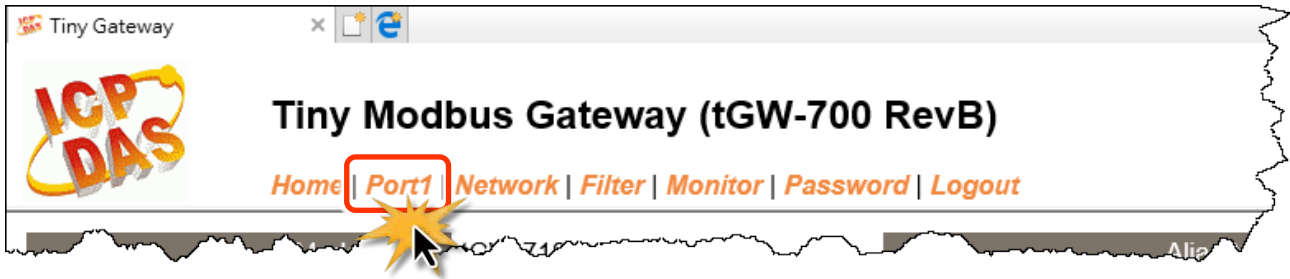 Tiny Gateway
ICP
DAS
Tiny Modbus Gateway (tGW-700 RevB)
Home | Port1 | Network | Filter | Monitor | Password | Logout